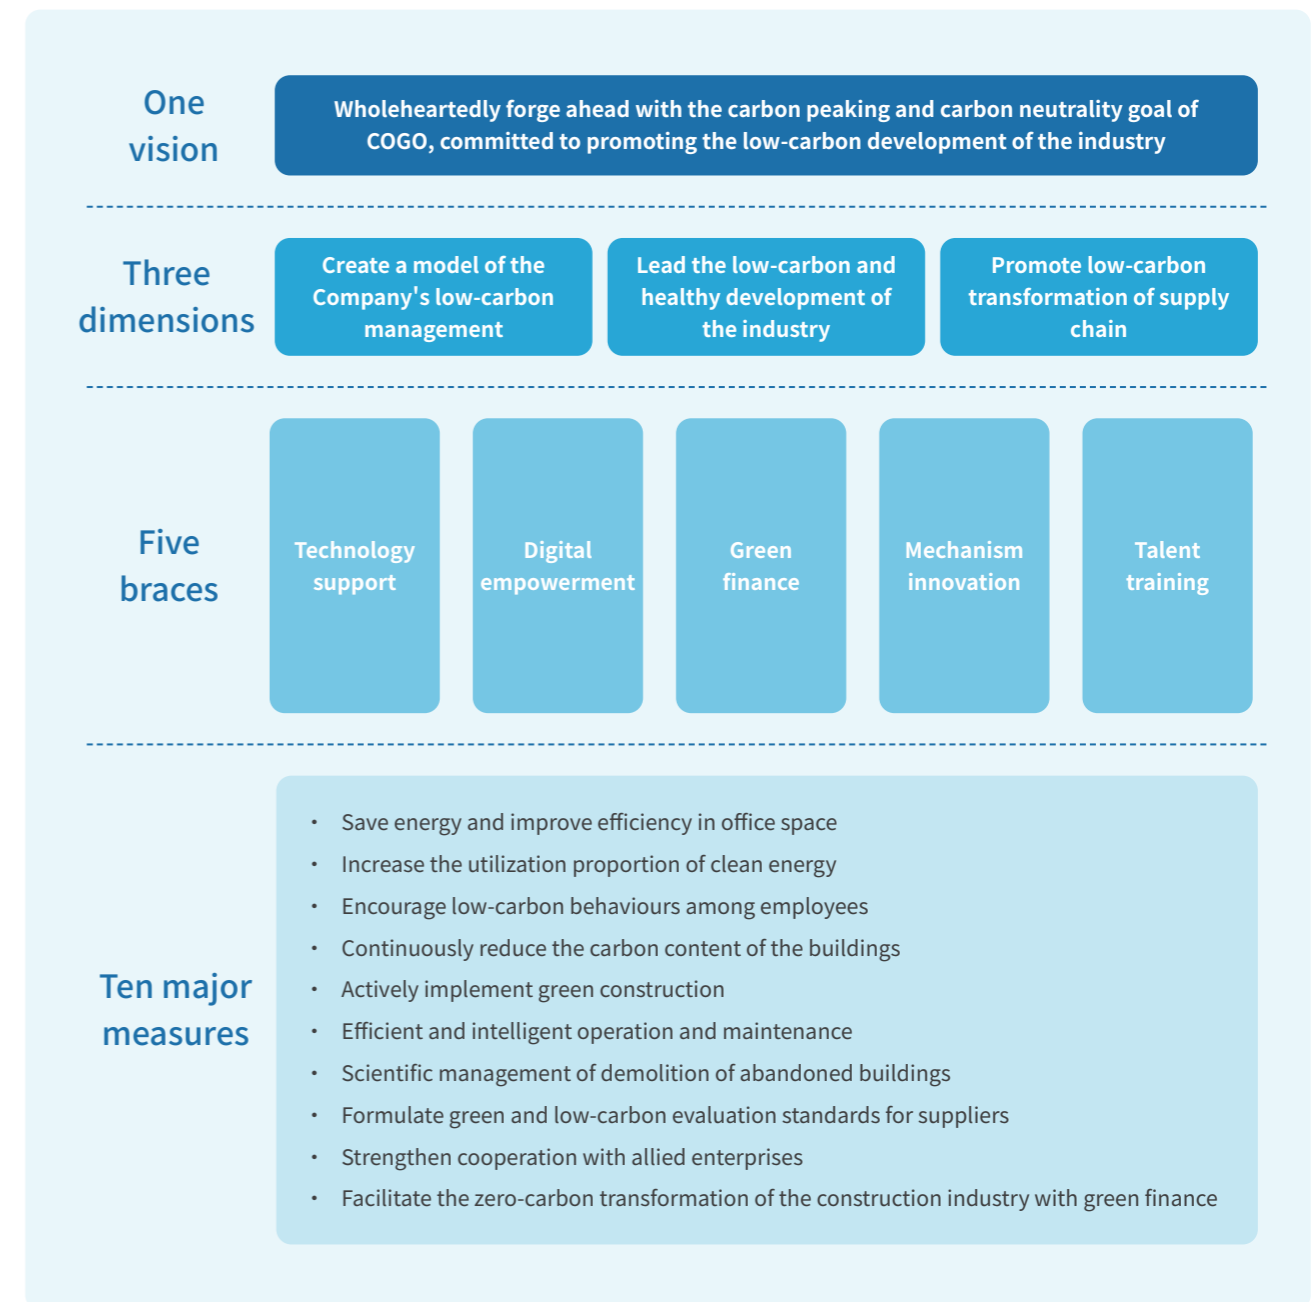 One
vision
Wholeheartedly forge ahead with the carbon peaking and carbon neutrality goal of
COGO, committed to promoting the low-carbon development of the industry
Three
dimensions
Create a model of the
Company's low-carbon
management
Lead the low-carbon and
healthy development of
the industry
Promote low-carbon
transformation of supply
chain
Five
braces
Technology
support
Digital
empowerment
Green
finance
Mechanism
innovation
Talent
training
Ten major
measures
• Save energy and improve efficiency in office space
• Increase the utilization proportion of clean energy
• Encourage low-carbon behaviours among employees
• Continuously reduce the carbon content of the buildings
• Actively implement green construction
• Efficient and intelligent operation and maintenance
• Scientific management of demolition of abandoned buildings
• Formulate green and low-carbon evaluation standards for suppliers
• Strengthen cooperation with allied enterprises
• Facilitate the zero-carbon transformation of the construction industry with green finance